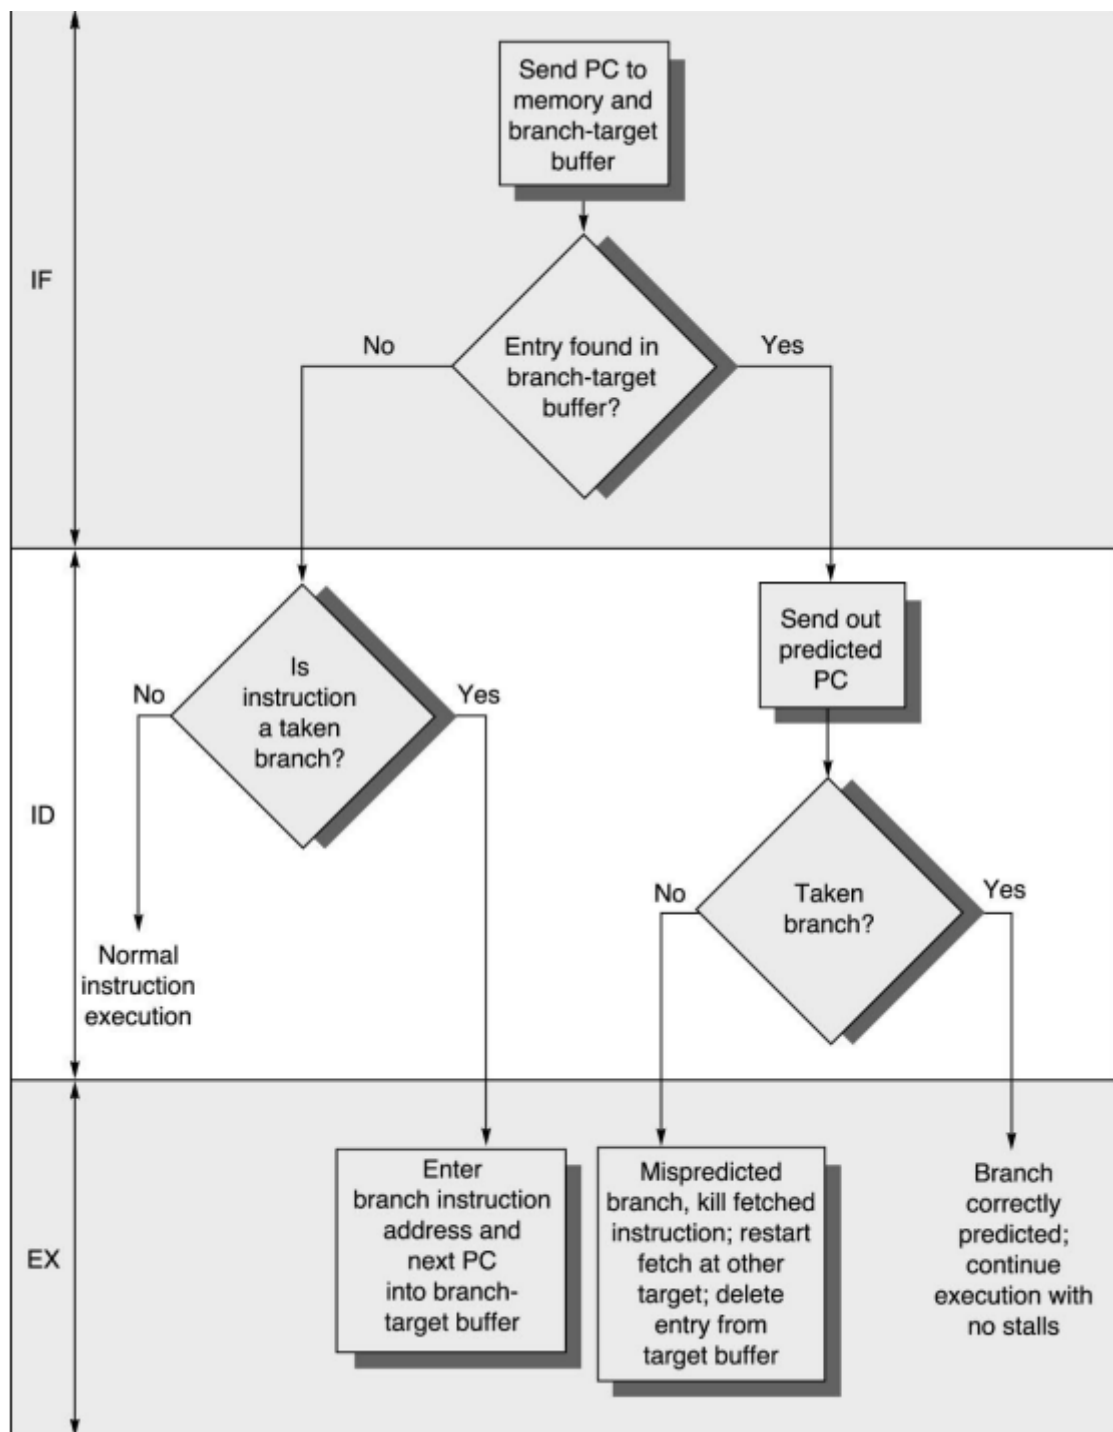 Send PC to
memory and
branch-target
buffer
IF
No
Entry found in
branch-target
buffer?
Yes
Is
instruction
a taken
branch?
No
Yes
Send out
predicted
PC
ID
No
Taken
branch?
Yes
Normal
instruction
execution
EX
Enter
branch instruction
address and
next PC
into branch-
target buffer
Mispredicted
branch, kill fetched
instruction; restart
fetch at other
target; delete
entry from
target buffer
Branch
correctly
predicted;
continue
execution with
no stalls